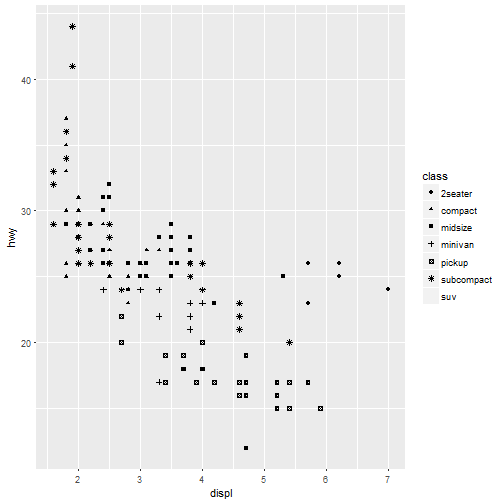 40
30
20
hwy
2
3
4
5
6
7
displ
class
2seater
compact
midsize
minivan
pickup
subcompact
suv